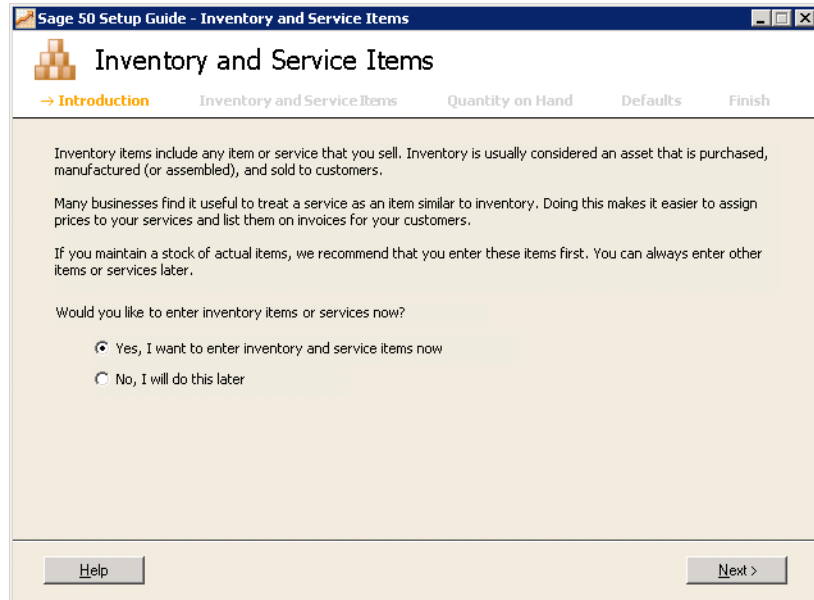 Sage 50 Setup Guide - Inventory and Service Items
Inventory and Service Items
→ Introduction Inventory and Service Items Quantity on Hand Defaults Finish
Inventory items include any item or service that you sell. Inventory is usually considered an asset that is purchased,
manufactured (or assembled), and sold to customers.
Many businesses find it useful to treat a service as an item similar to inventory. Doing this makes it easier to assign
prices to your services and list them on invoices for your customers.
If you maintain a stock of actual items, we recommend that you enter these items first. You can always enter other
items or services later.
Would you like to enter inventory items or services now?
Yes, I want to enter inventory and service items now
No, I will do this later
Help Next >